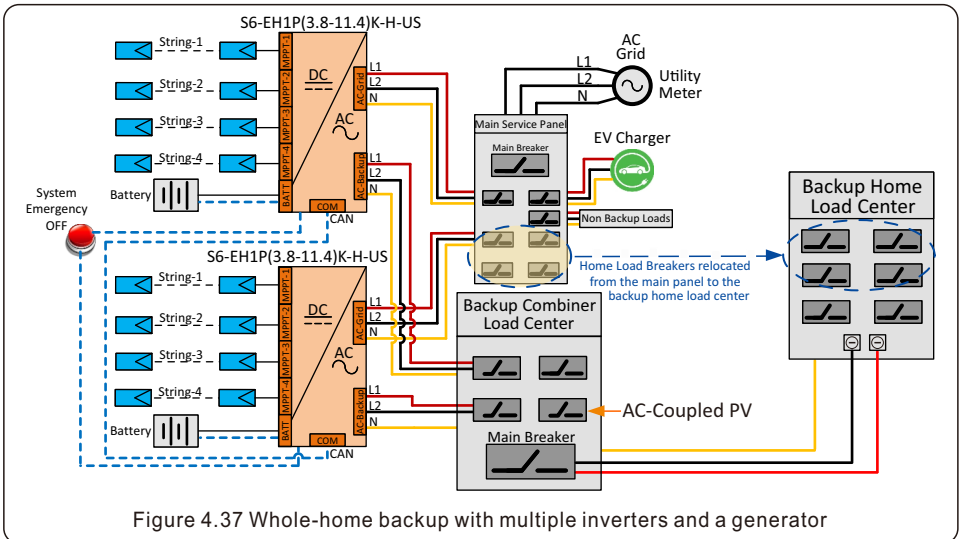 S6-EH1P(3.8-11.4)K-H-US
String-1
String-2
String-3
String-4
MPPT-1
MPPT-2
MPPT-3
MPPT-4
BATT
DC
AC
AC-Grid
AC-Backup
COM
CAN
L1
L2
N
L1
L2
N
Battery
System
Emergency
OFF
S6-EH1P(3.8-11.4)K-H-US
String-1
String-2
String-3
String-4
MPPT-1
MPPT-2
MPPT-3
MPPT-4
BATT
DC
AC
AC-Grid
AC-Backup
COM
CAN
L1
L2
N
L1
L2
N
Battery
AC
Grid
L1
L2
N
Utility
Meter
Main Service Panel
Main Breaker
EV Charger
Non Backup Loads
Home Load Breakers relocated
from the main panel to the
backup home load center
Backup Home
Load Center
Backup Combiner
Load Center
AC-Coupled PV
Main Breaker
Figure 4.37 Whole-home backup with multiple inverters and a generator